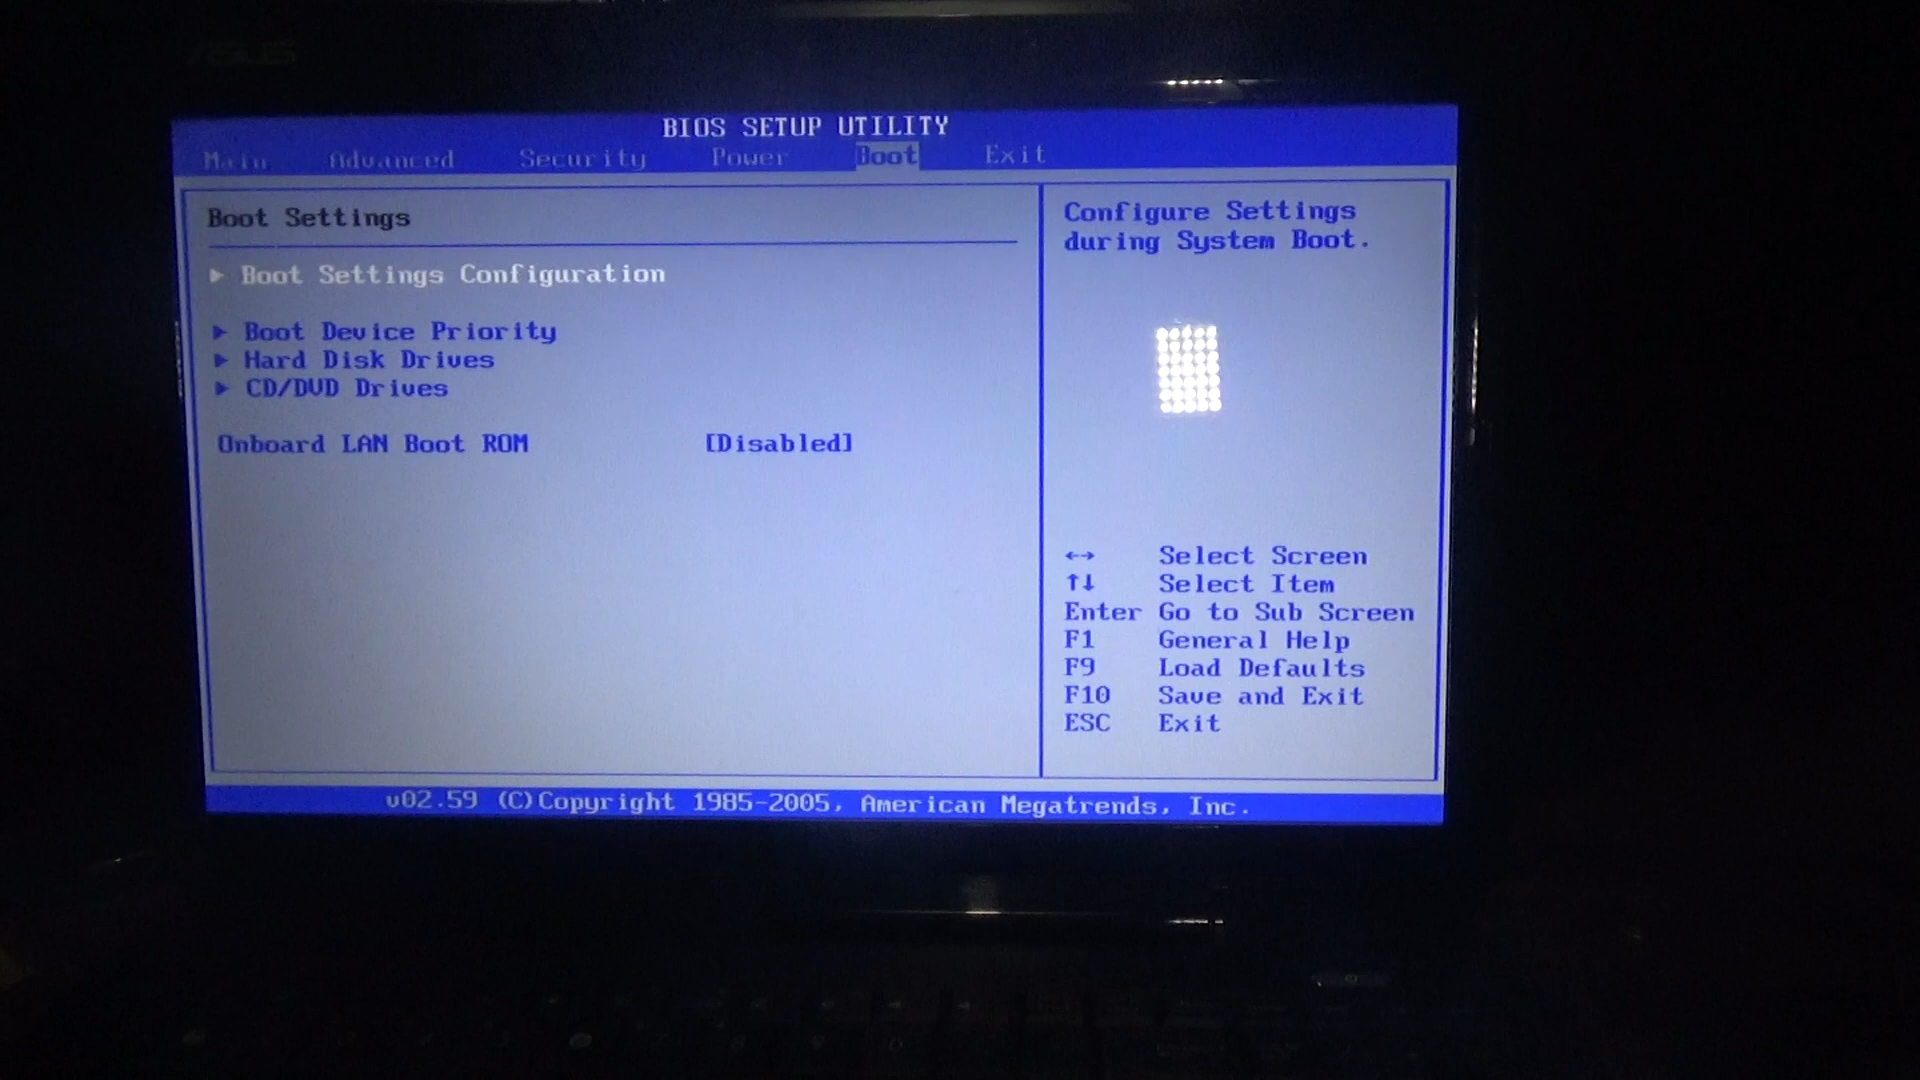 ASUS
BIOS SETUP UTILITY
Main Advanced Security Power Boot Exit
Boot Settings
► Boot Settings Configuration
► Boot Device Priority
► Hard Disk Drives
► CD/DVD Drives
Onboard LAN Boot ROM [Disabled]
Configure Settings
during System Boot.
←→ Select Screen
↑↓ Select Item
Enter Go to Sub Screen
F1 General Help
F9 Load Defaults
F10 Save and Exit
ESC Exit
v02.59 (C)Copyright 1985-2005, American Megatrends, Inc.